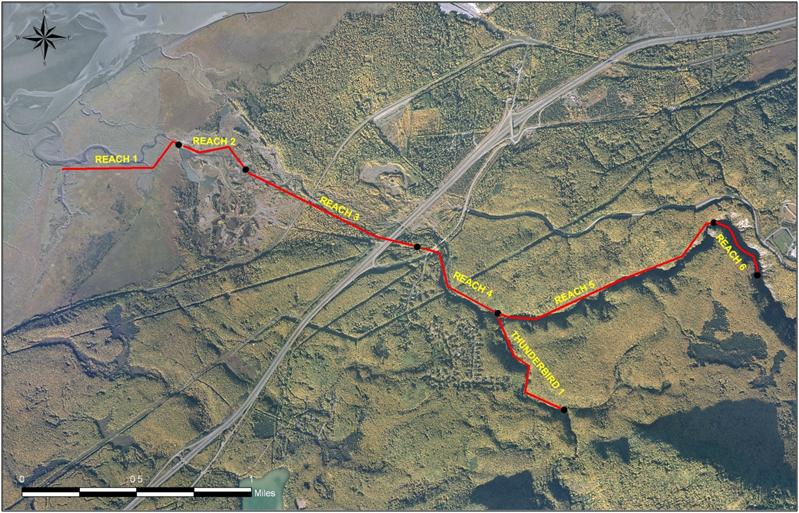 REACH 1
REACH 2
REACH 3
REACH 4
REACH 5
REACH 6
THUNDERBIRD 1
0
0.5
1
Miles